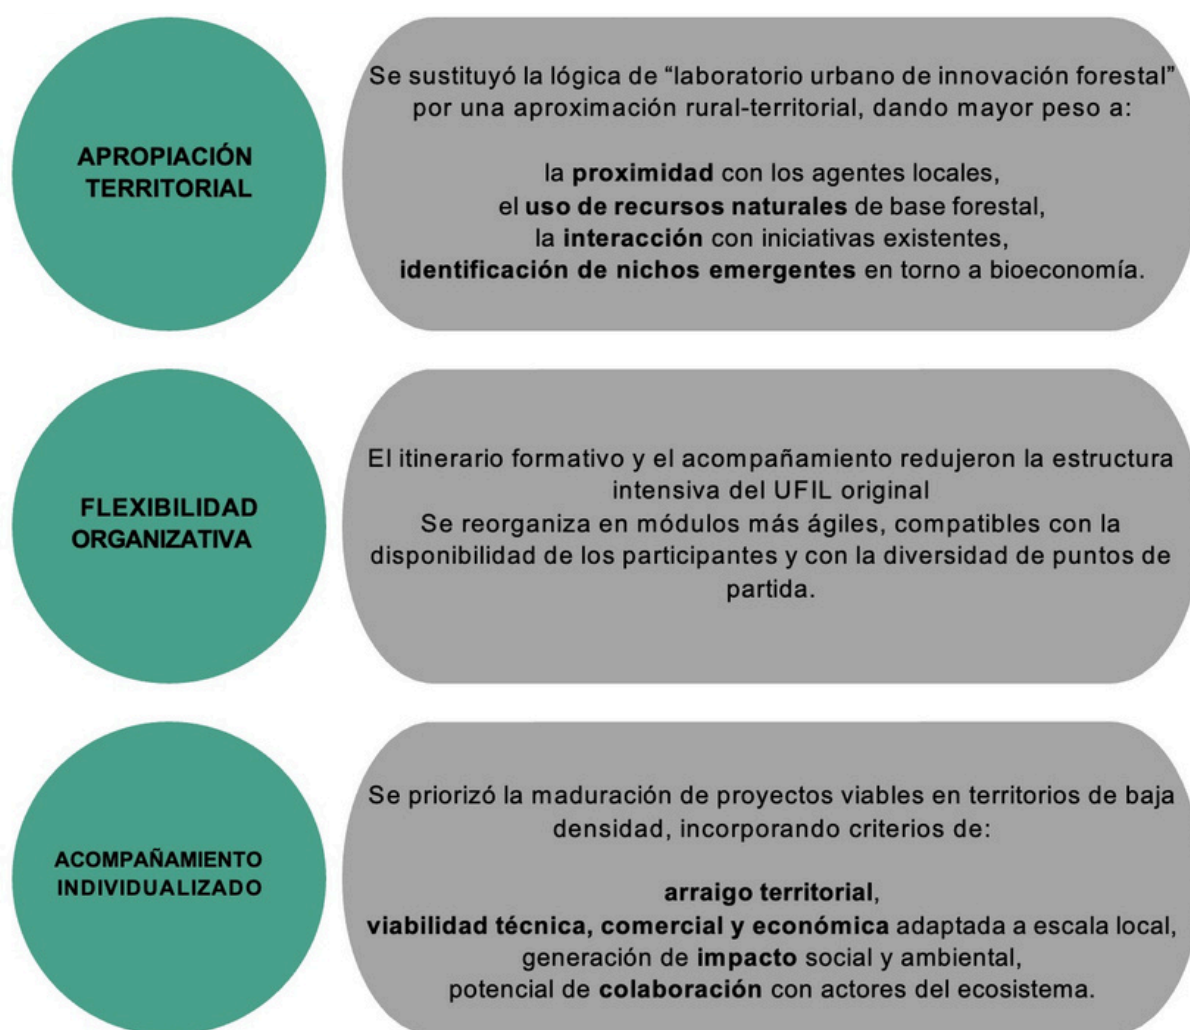 APROPIACIÓN
TERRITORIAL
Se sustituyó la lógica de “laboratorio urbano de innovación forestal”
por una aproximación rural-territorial, dando mayor peso a:
la proximidad con los agentes locales,
el uso de recursos naturales de base forestal,
la interacción con iniciativas existentes,
identificación de nichos emergentes en torno a bioeconomía.
FLEXIBILIDAD
ORGANIZATIVA
El itinerario formativo y el acompañamiento redujeron la estructura
intensiva del UFIL original
Se reorganiza en módulos más ágiles, compatibles con la
disponibilidad de los participantes y con la diversidad de puntos de
partida.
ACOMPAÑAMIENTO
INDIVIDUALIZADO
Se priorizó la maduración de proyectos viables en territorios de baja
densidad, incorporando criterios de:
arraigo territorial,
viabilidad técnica, comercial y económica adaptada a escala local,
generación de impacto social y ambiental,
potencial de colaboración con actores del ecosistema.